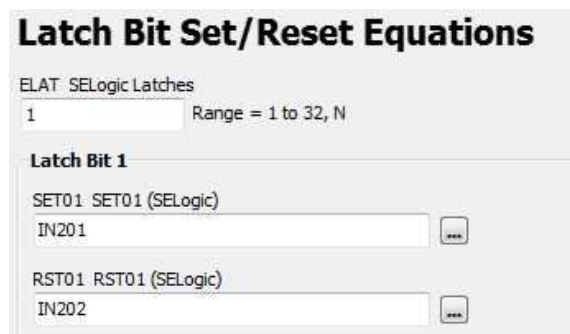 Latch Bit Set/Reset Equations
ELAT SELogic Latches
1 Range = 1 to 32, N
Latch Bit 1
SET01 SET01 (SELogic)
IN201 ...
RST01 RST01 (SELogic)
IN202 ...